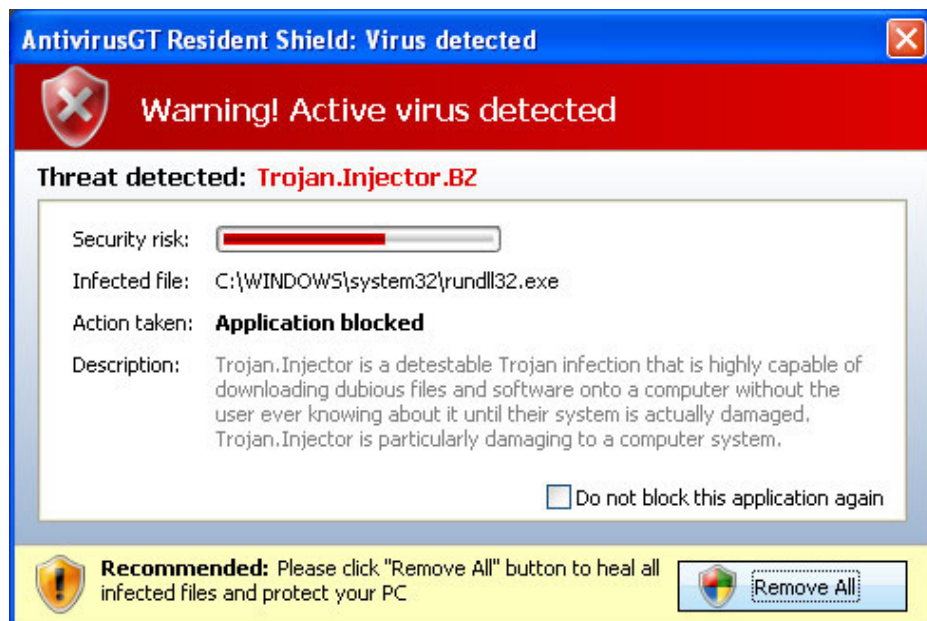 AntivirusGT Resident Shield: Virus detected
Warning! Active virus detected
Threat detected: Trojan.Injector.BZ
Security risk:
Infected file: C:\WINDOWS\system32\rundll32.exe
Action taken: Application blocked
Description: Trojan.Injector is a detestable Trojan infection that is highly capable of
downloading dubious files and software onto a computer without the
user ever knowing about it until their system is actually damaged.
Trojan.Injector is particularly damaging to a computer system.
Do not block this application again
Recommended: Please click "Remove All" button to heal all
infected files and protect your PC
Remove All